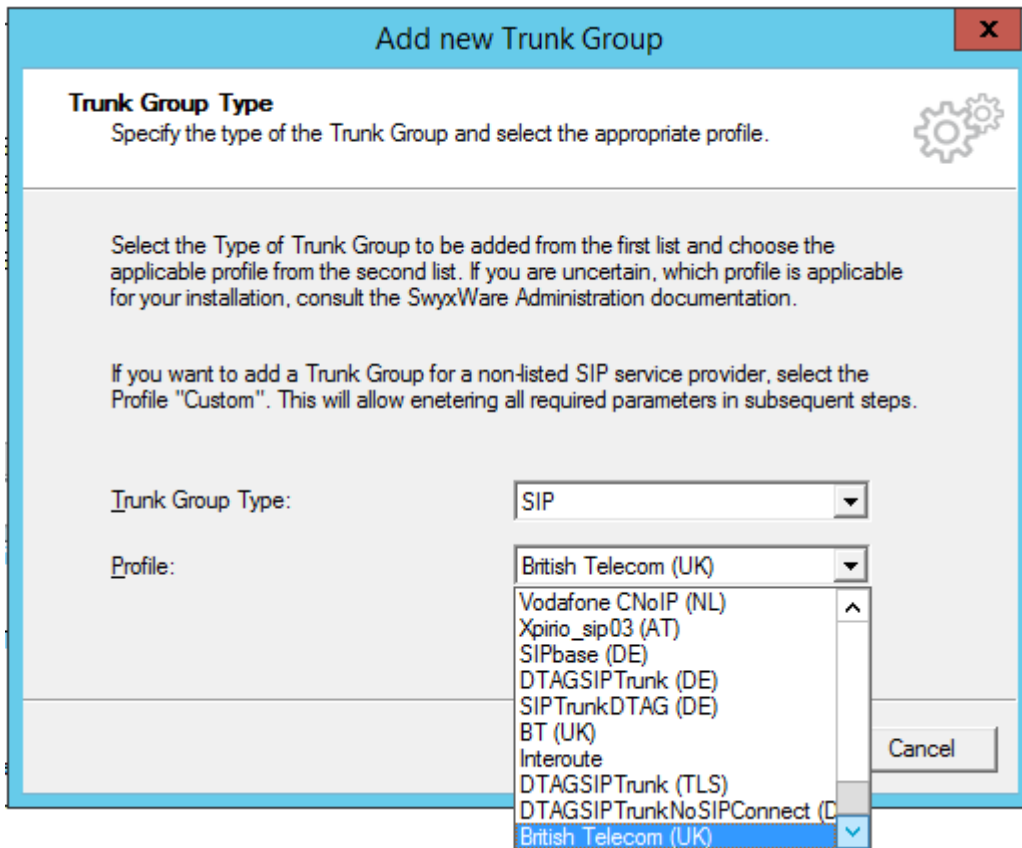 Add new Trunk Group
x
Trunk Group Type
Specify the type of the Trunk Group and select the appropriate profile.
Select the Type of Trunk Group to be added from the first list and choose the
applicable profile from the second list. If you are uncertain, which profile is applicable
for your installation, consult the SwyxWare Administration documentation.
If you want to add a Trunk Group for a non-listed SIP service provider, select the
Profile "Custom". This will allow enetering all required parameters in subsequent steps.
Trunk Group Type:
SIP
Profile:
British Telecom (UK)
Vodafone CNoIP (NL)
Xpirio_sip03 (AT)
SIPbase (DE)
DTAGSIPTrunk (DE)
SIPTrunkDTAG (DE)
BT (UK)
Interoute
DTAGSIPTrunk (TLS)
DTAGSIPTrunkNoSIPConnect (D
British Telecom (UK)
Cancel